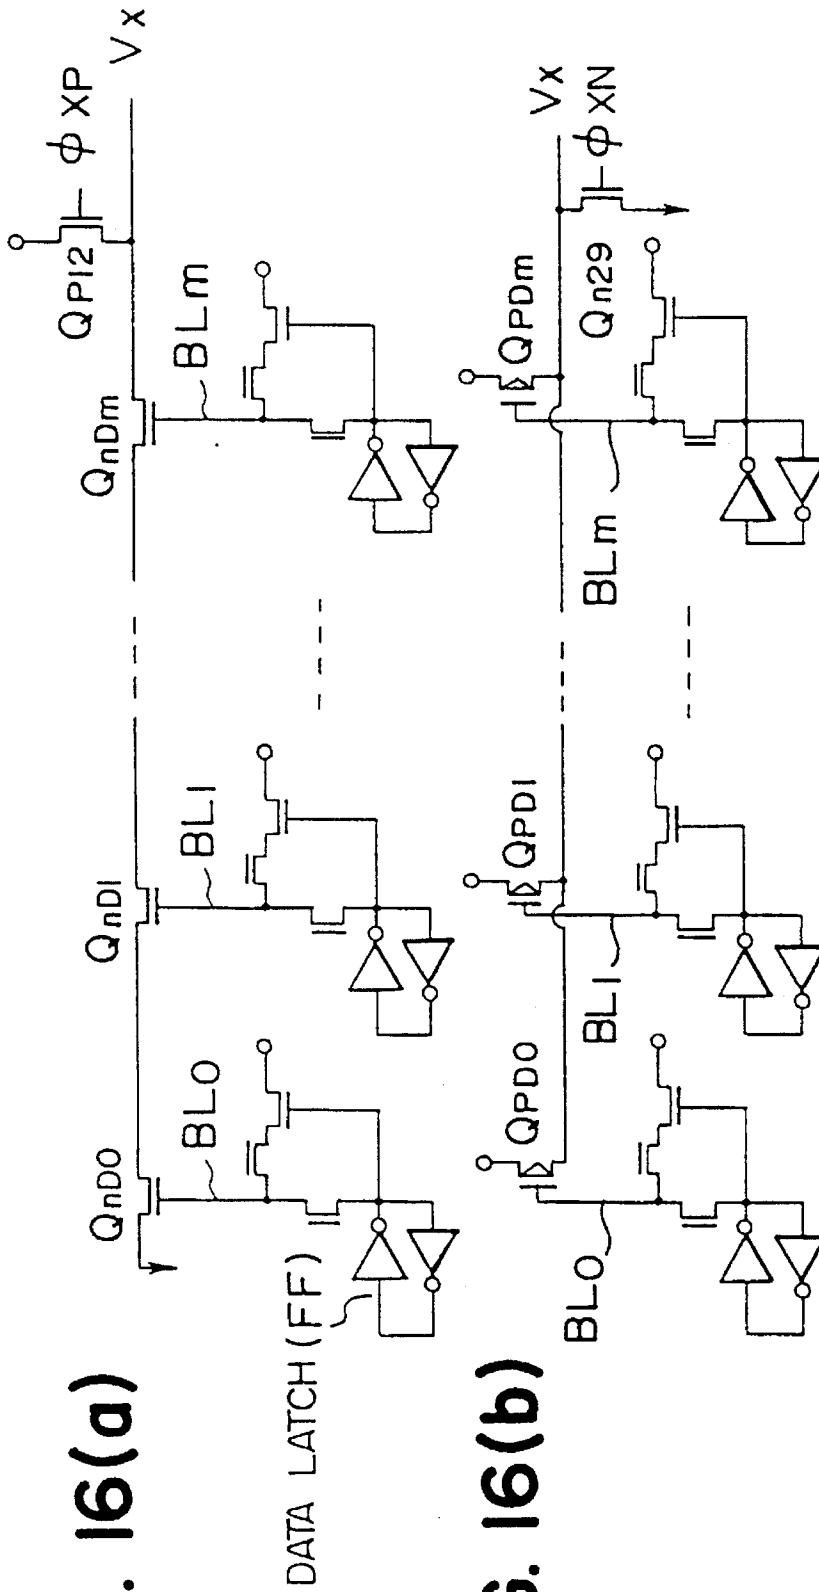 . 16(a)
QnD0
QnD1
QnDm
QP12
φXP
Vx
BL0
BL1
BLm
DATA LATCH (FF)
G. 16(b)
QPD0
QPD1
QPDm
Vx
φXN
Qn29
BL0
BL1
BLm